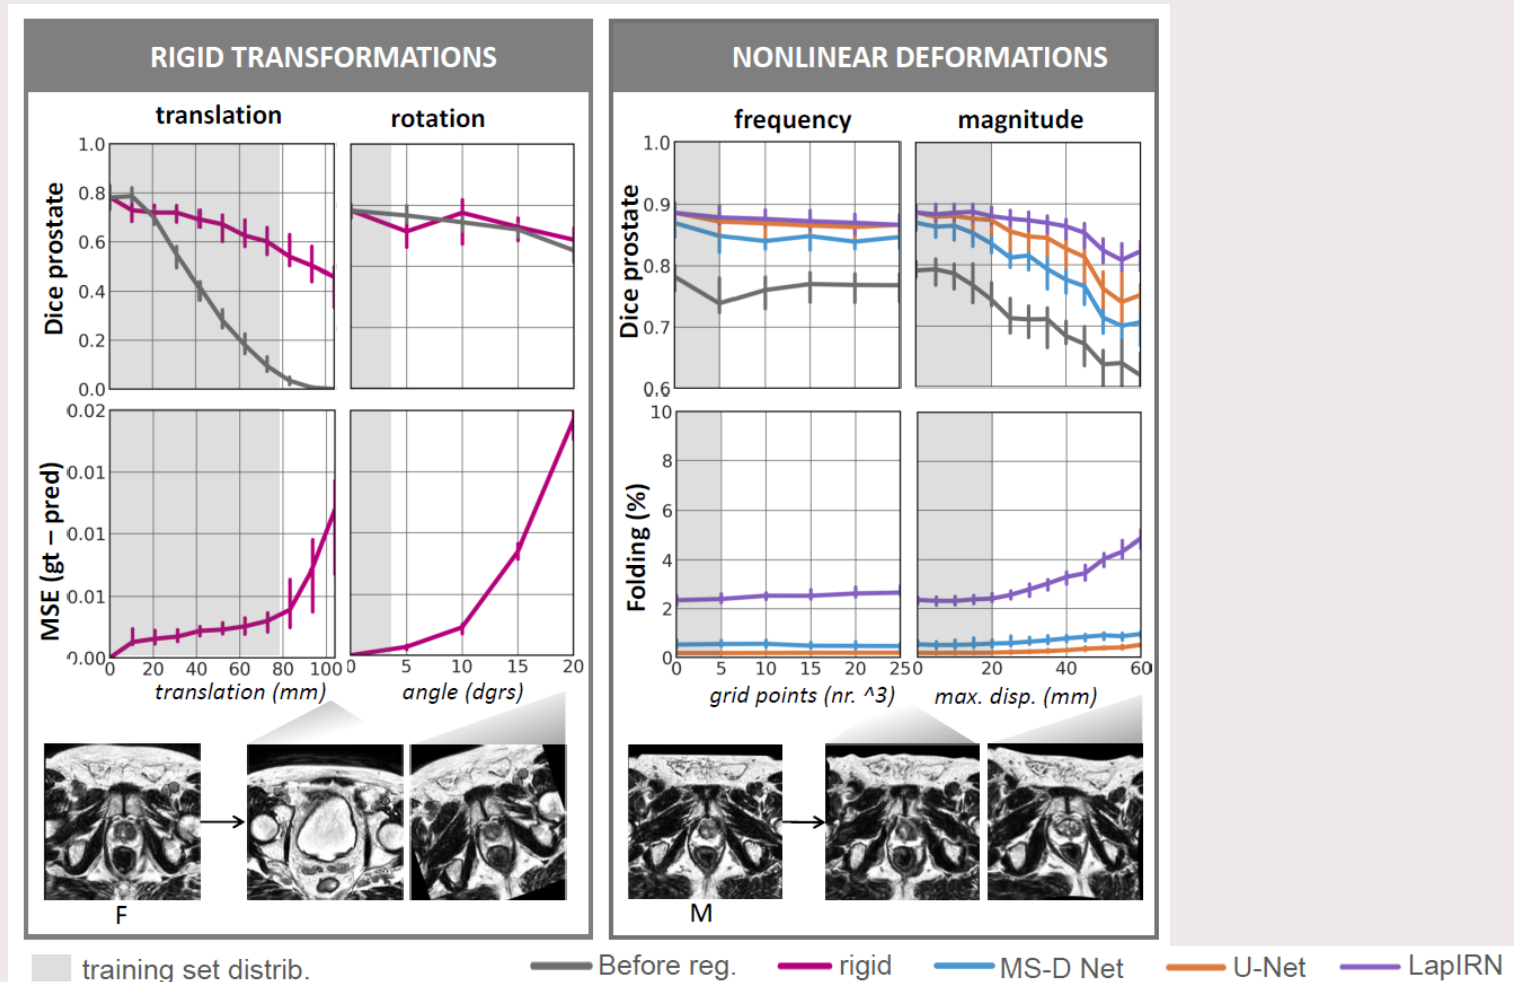 RIGID TRANSFORMATIONS
translation
rotation
Dice prostate
1.0
0.8
0.6
0.4
0.2
0.0
MSE (gt – pred)
0.02
0.01
0.01
0.01
0.00
0 20 40 60 80 100
0 5 10 15 20
translation (mm)
angle (dgrs)
F
NONLINEAR DEFORMATIONS
frequency
magnitude
Dice prostate
1.0
0.9
0.8
0.7
0.6
Folding (%)
10
8
6
4
2
0
0 5 10 15 20 25
0 20 40 60
grid points (nr. ^3)
max. disp. (mm)
M
training set distrib.
Before reg.
rigid
MS-D Net
U-Net
LapIRN